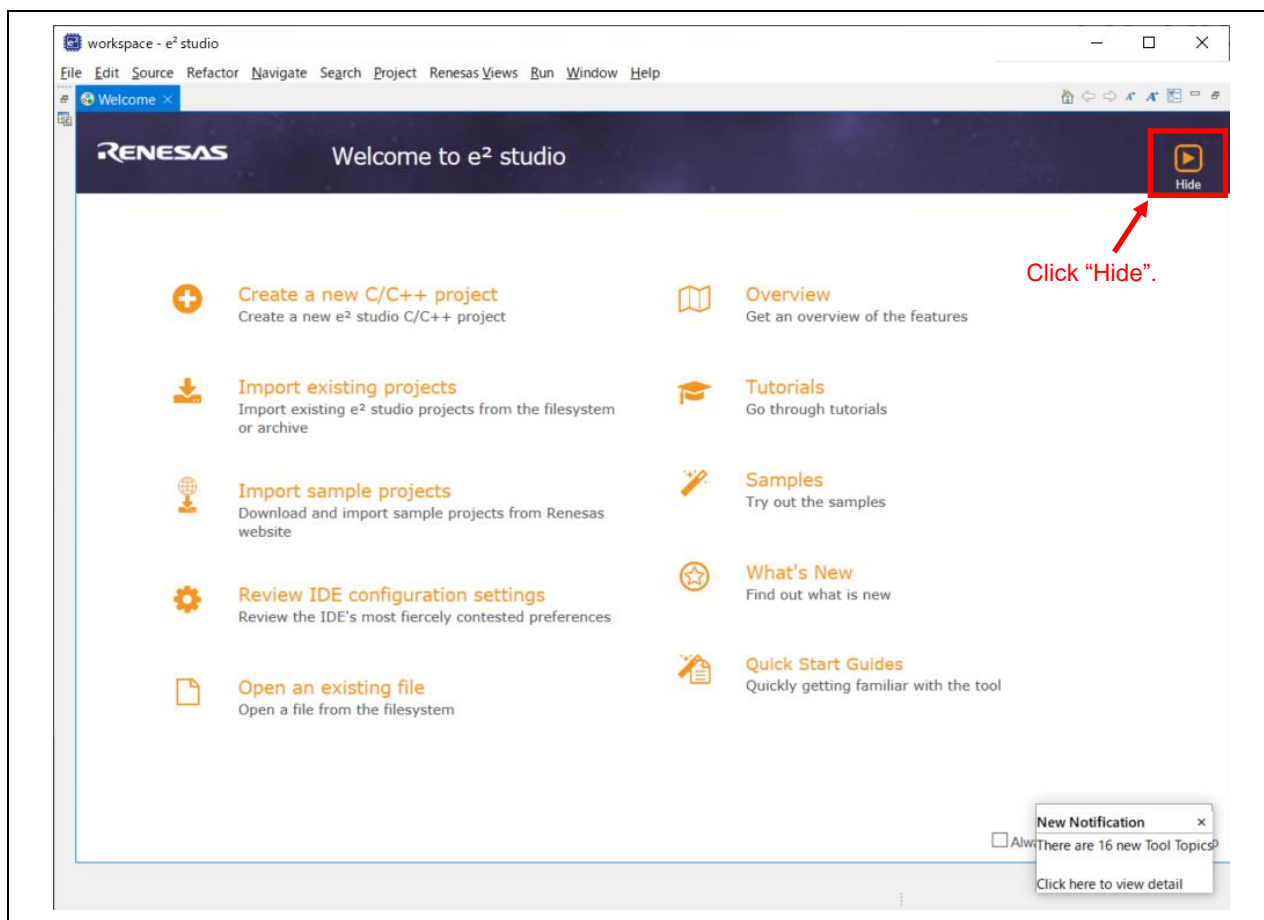 workspace - e² studio
File Edit Source Refactor Navigate Search Project Renesas Views Run Window Help
Welcome
RENESAS Welcome to e² studio
Hide
Click “Hide”.
Create a new C/C++ project
Create a new e² studio C/C++ project
Import existing projects
Import existing e² studio projects from the filesystem
or archive
Import sample projects
Download and import sample projects from Renesas
website
Review IDE configuration settings
Review the IDE's most fiercely contested preferences
Open an existing file
Open a file from the filesystem
Overview
Get an overview of the features
Tutorials
Go through tutorials
Samples
Try out the samples
What's New
Find out what is new
Quick Start Guides
Quickly getting familiar with the tool
New Notification
There are 16 new Tool Topics
Click here to view detail